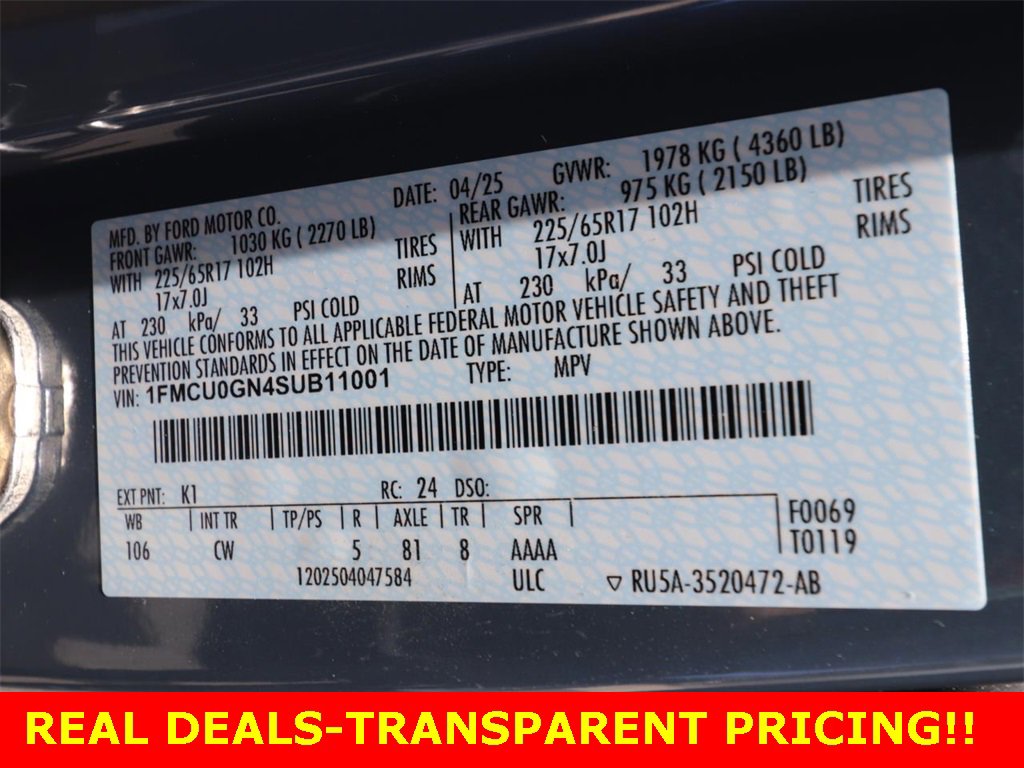 MFD. BY FORD MOTOR CO. DATE: 04/25 GVWR: 1978 KG ( 4360 LB)
FRONT GAWR: 1030 KG ( 2270 LB) REAR GAWR: 975 KG ( 2150 LB)
WITH 225/65R17 102H TIRES WITH 225/65R17 102H TIRES
17x7.0J RIMS 17x7.0J RIMS
AT 230 kPa/ 33 PSI COLD AT 230 kPa/ 33 PSI COLD
THIS VEHICLE CONFORMS TO ALL APPLICABLE FEDERAL MOTOR VEHICLE SAFETY AND THEFT
PREVENTION STANDARDS IN EFFECT ON THE DATE OF MANUFACTURE SHOWN ABOVE.
VIN: 1FMCU0GN4SUB11001 TYPE: MPV
EXT PNT: K1 RC: 24 DSO:
WB INT TR TP/PS R AXLE TR SPR F0069
106 CW 5 81 8 AAAA T0119
1202504047584 ULC ▽ RU5A-3520472-AB
REAL DEALS-TRANSPARENT PRICING!!